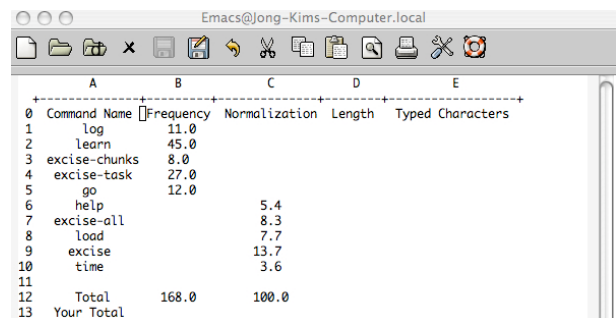 Emacs@Jong-Kims-Computer.local
A B C D E
0 Command Name Frequency Normalization Length Typed Characters
1 log 11.0
2 learn 45.0
3 excise-chunks 8.0
4 excise-task 27.0
5 go 12.0
6 help 5.4
7 excise-all 8.3
8 load 7.7
9 excise 13.7
10 time 3.6
11
12 Total 168.0 100.0
13 Your Total